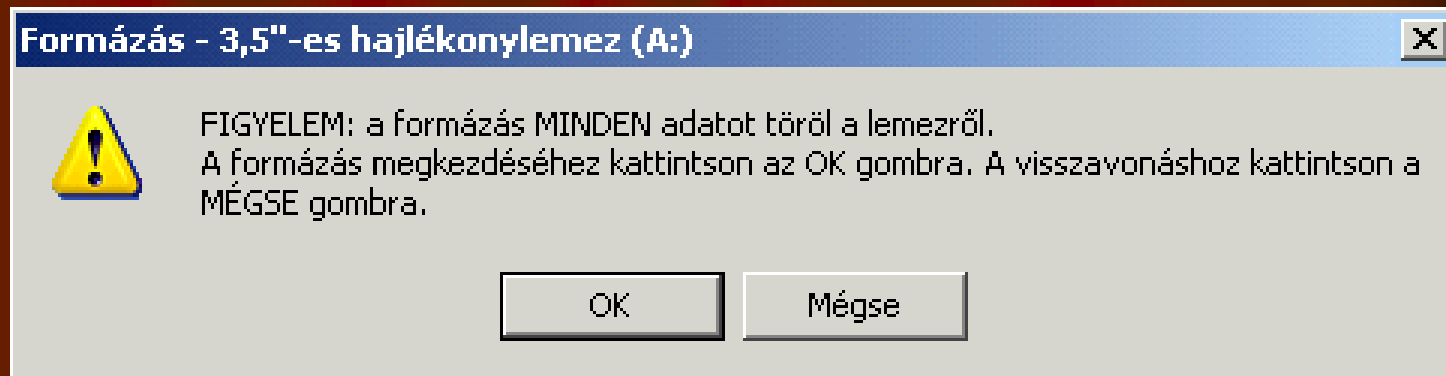 Formázás - 3,5"-es hajlékonylemez (A:)
FIGYELEM: a formázás MINDEN adatot töröl a lemezről.
A formázás megkezdéséhez kattintson az OK gombra. A visszavonáshoz kattintson a
MÉGSE gombra.
OK Mégse